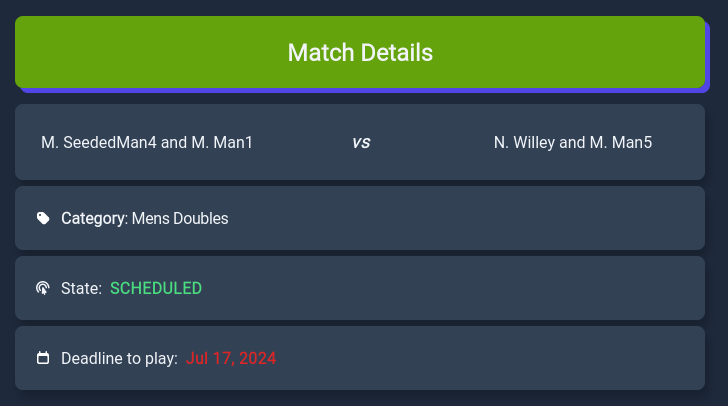 Match Details
M. SeededMan4 and M. Man1 vs N. Willey and M. Man5
Category: Mens Doubles
State: SCHEDULED
Deadline to play: Jul 17, 2024